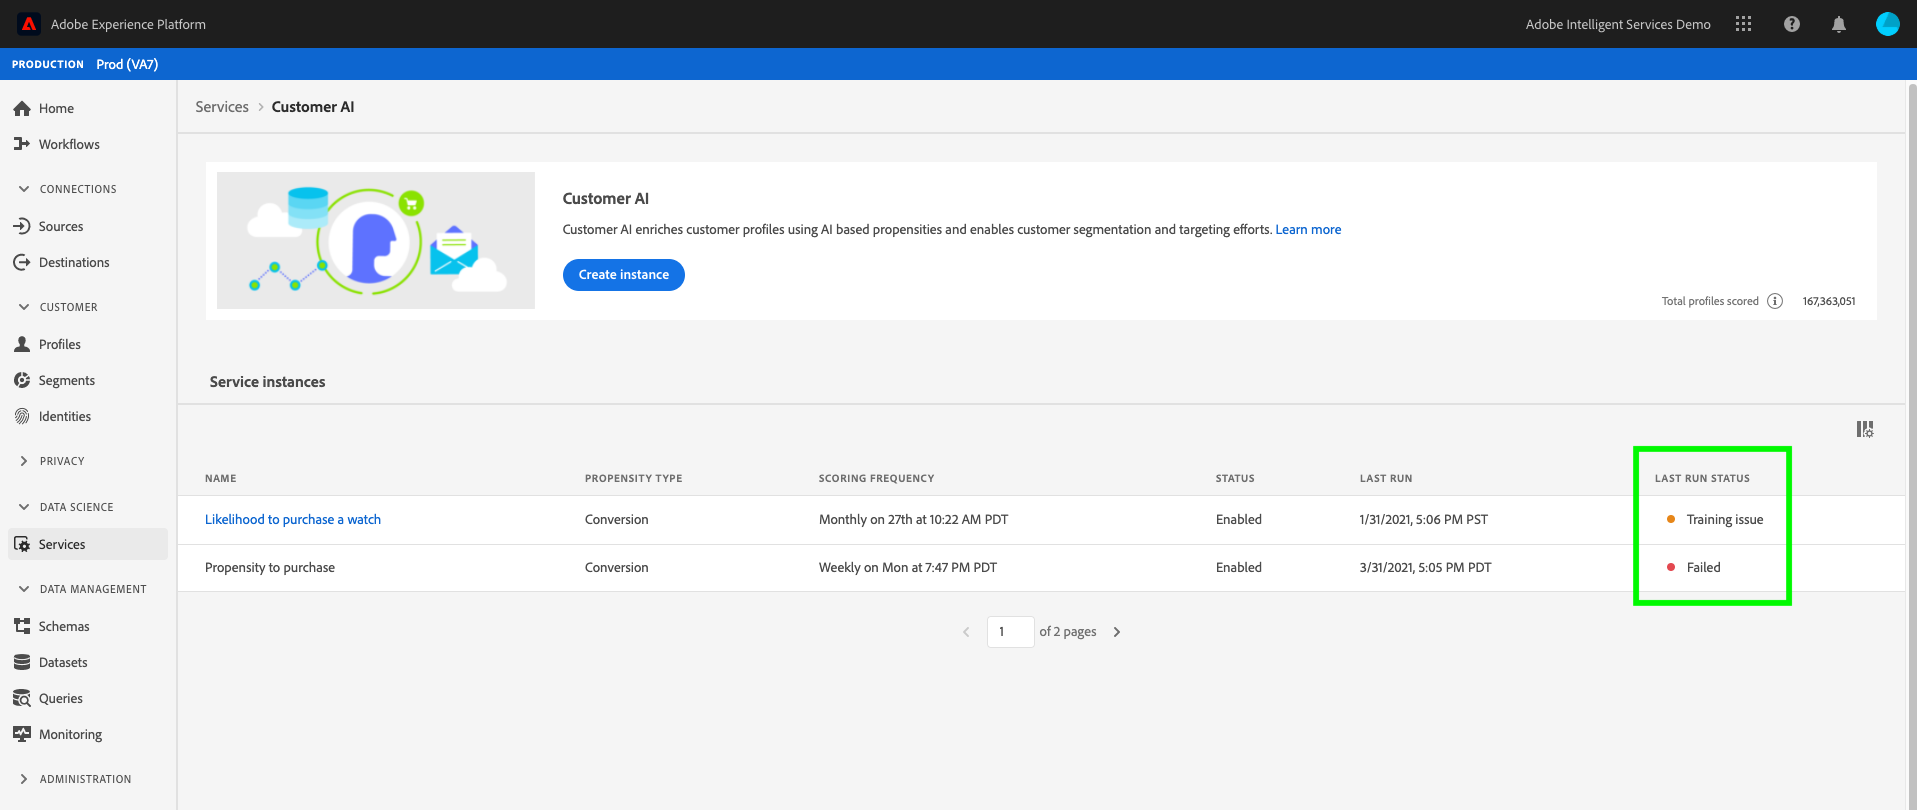 Adobe Experience Platform
Adobe Intelligent Services Demo
PRODUCTION Prod (VA7)
Home
Workflows
CONNECTIONS
Sources
Destinations
CUSTOMER
Profiles
Segments
Identities
PRIVACY
DATA SCIENCE
Services
DATA MANAGEMENT
Schemas
Datasets
Queries
Monitoring
ADMINISTRATION
Services > Customer AI
Customer AI
Customer AI enriches customer profiles using AI based propensities and enables customer segmentation and targeting efforts. Learn more
Create instance
Total profiles scored 167,363,051
Service instances
NAME PROPENSITY TYPE SCORING FREQUENCY STATUS LAST RUN LAST RUN STATUS
Likelihood to purchase a watch Conversion Monthly on 27th at 10:22 AM PDT Enabled 1/31/2021, 5:06 PM PST Training issue
Propensity to purchase Conversion Weekly on Mon at 7:47 PM PDT Enabled 3/31/2021, 5:05 PM PDT Failed
1 of 2 pages